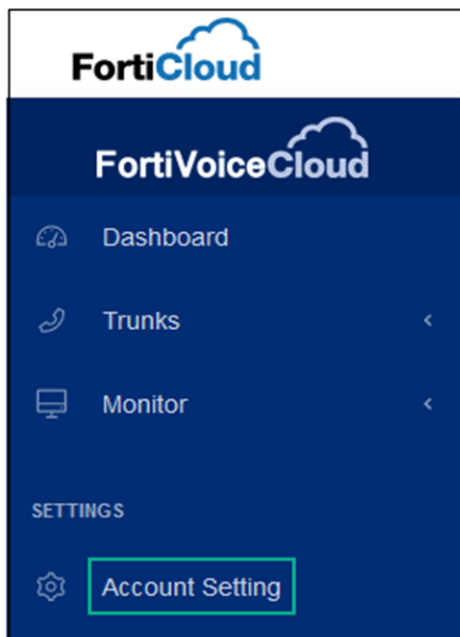 FortiCloud
FortiVoiceCloud
Dashboard
Trunks
Monitor
SETTINGS
Account Setting